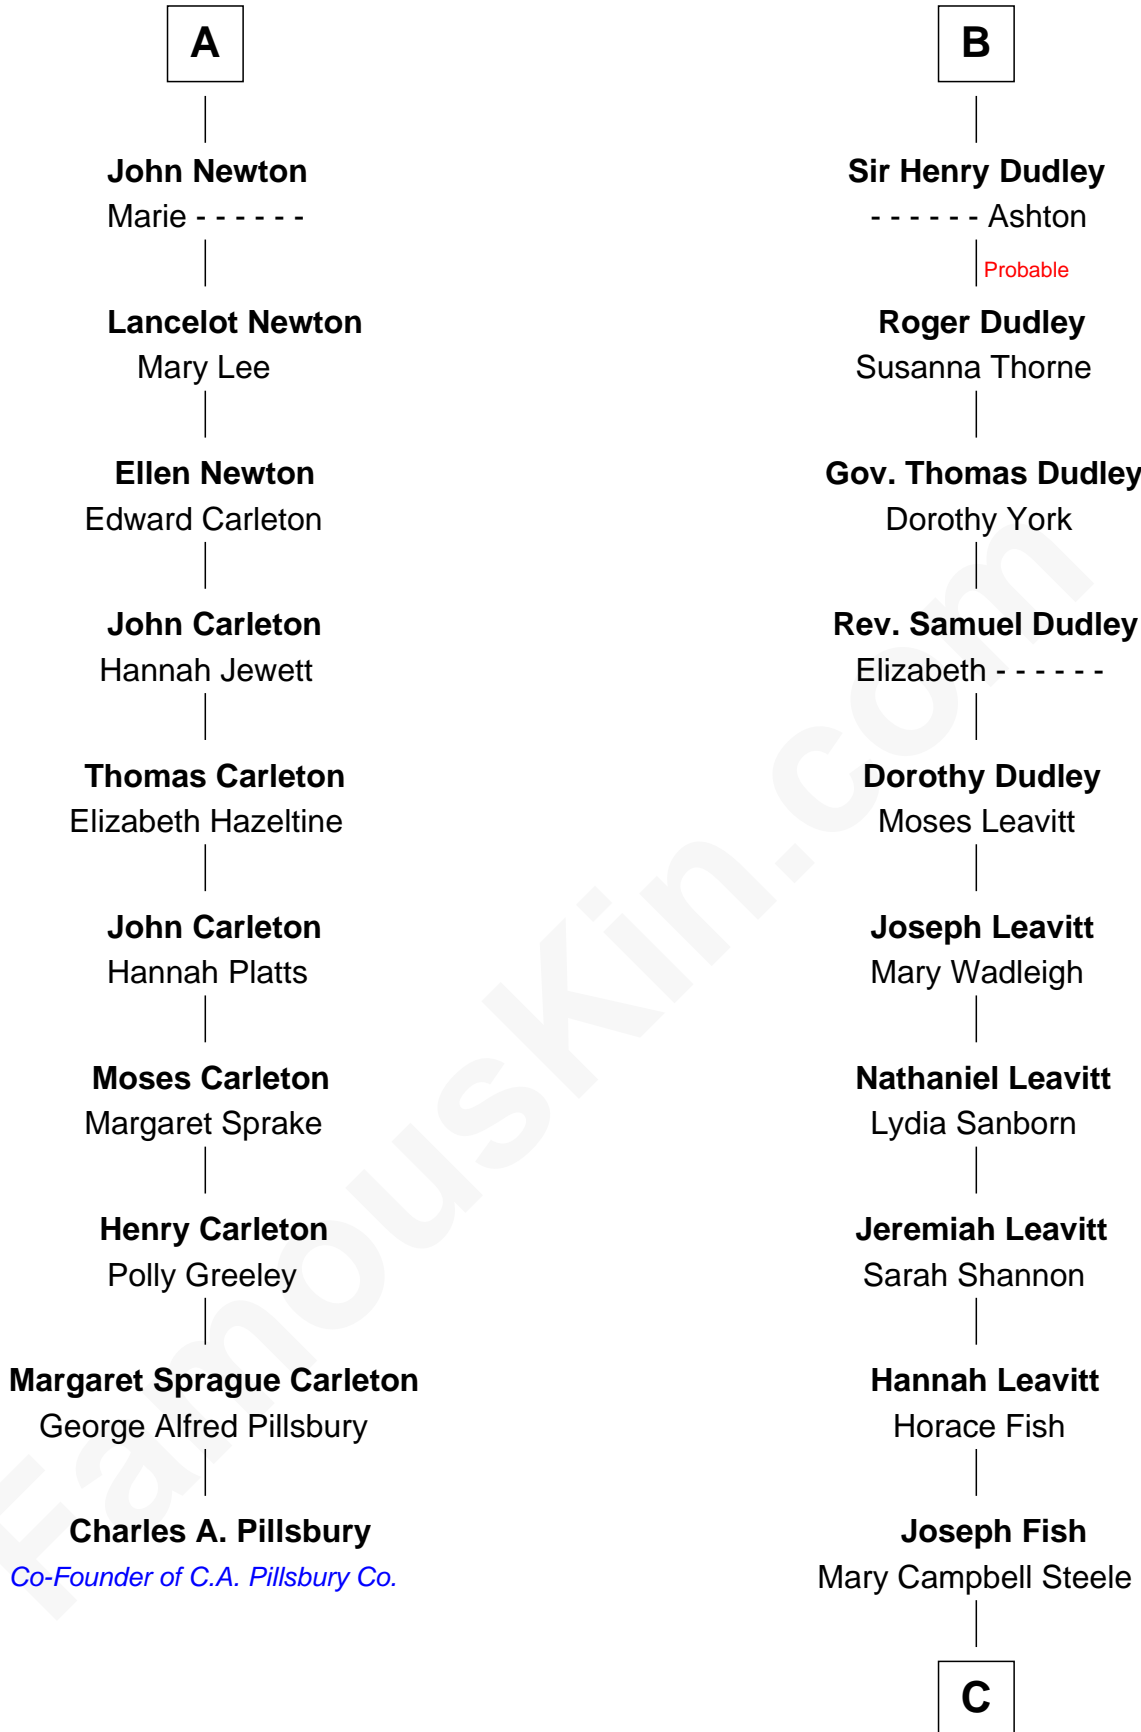 A
John Newton
Marie - - - - - -
Lancelot Newton
Mary Lee
Ellen Newton
Edward Carleton
John Carleton
Hannah Jewett
Thomas Carleton
Elizabeth Hazeltine
John Carleton
Hannah Platts
Moses Carleton
Margaret Sprake
Henry Carleton
Polly Greeley
Margaret Sprague Carleton
George Alfred Pillsbury
Charles A. Pillsbury
Co-Founder of C.A. Pillsbury Co.
B
Sir Henry Dudley
- - - - - - Ashton
Probable
Roger Dudley
Susanna Thorne
Gov. Thomas Dudley
Dorothy York
Rev. Samuel Dudley
Elizabeth - - - - - -
Dorothy Dudley
Moses Leavitt
Joseph Leavitt
Mary Wadleigh
Nathaniel Leavitt
Lydia Sanborn
Jeremiah Leavitt
Sarah Shannon
Hannah Leavitt
Horace Fish
Joseph Fish
Mary Campbell Steele
C
FamousKin.com